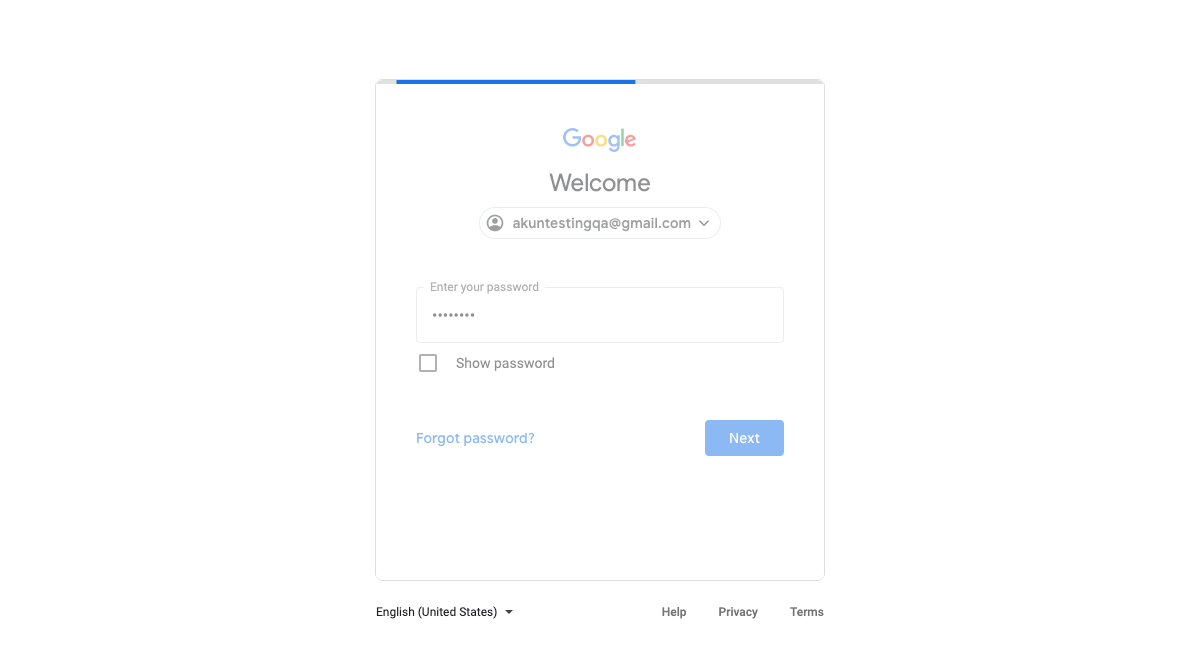 Google
Welcome
akuntestingqa@gmail.com
Enter your password
••••••••
Show password
Forgot password?
Next
English (United States)
Help
Privacy
Terms